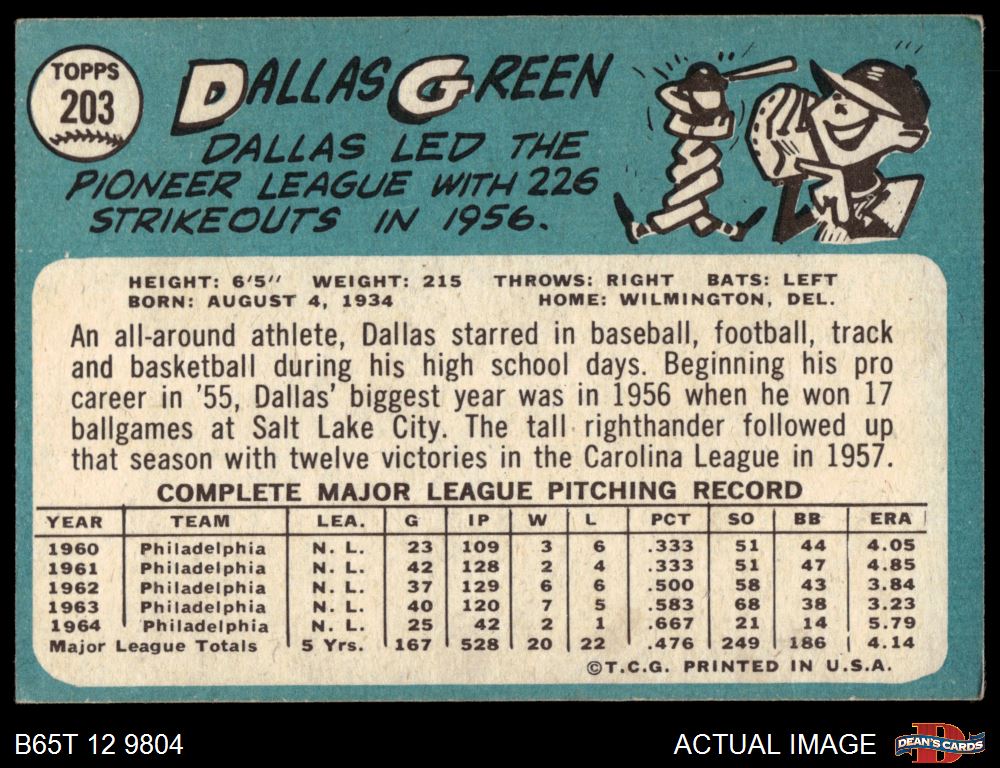 TOPPS
203
DALLAS GREEN
DALLAS LED THE
PIONEER LEAGUE WITH 226
STRIKEOUTS IN 1956.
HEIGHT: 6'5" WEIGHT: 215 THROWS: RIGHT BATS: LEFT
BORN: AUGUST 4, 1934 HOME: WILMINGTON, DEL.
An all-around athlete, Dallas starred in baseball, football, track
and basketball during his high school days. Beginning his pro
career in '55, Dallas' biggest year was in 1956 when he won 17
ballgames at Salt Lake City. The tall righthander followed up
that season with twelve victories in the Carolina League in 1957.
COMPLETE MAJOR LEAGUE PITCHING RECORD
YEAR TEAM LEA. G IP W L PCT SO BB ERA
1960 Philadelphia N. L. 23 109 3 6 .333 51 44 4.05
1961 Philadelphia N. L. 42 128 2 4 .333 51 47 4.85
1962 Philadelphia N. L. 37 129 6 6 .500 58 43 3.84
1963 Philadelphia N. L. 40 120 7 5 .583 68 38 3.23
1964 Philadelphia N. L. 25 42 2 1 .667 21 14 5.79
Major League Totals 5 Yrs. 167 528 20 22 .476 249 186 4.14
©T.C.G. PRINTED IN U.S.A.
B65T 12 9804 ACTUAL IMAGE DEAN'S CARDS